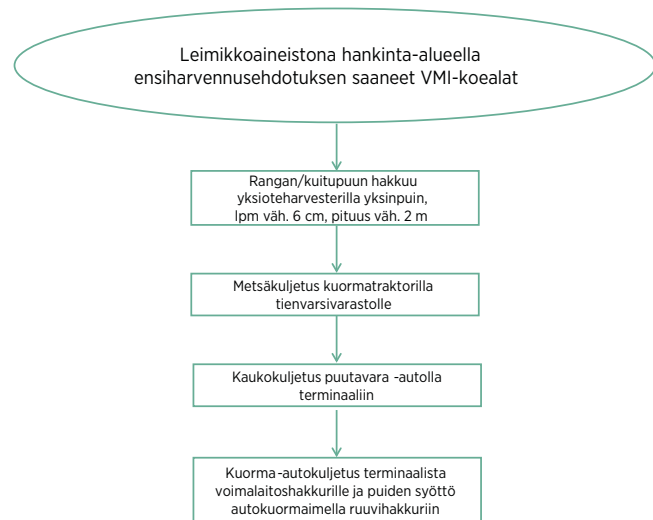 Leimikkoaineistona hankinta-alueella
ensiharvennusehdotuksen saaneet VMI-koealat
Rangan/kuitupuun hakkuu
yksioteharvesterilla yksinpuin,
lpm väh. 6 cm, pituus väh. 2 m
Metsäkuljetus kuormatraktorilla
tienvarsivarastolle
Kaukokuljetus puutavara -autolla
terminaaliin
Kuorma-autokuljetus terminaalista
voimalaitoshakkurille ja puiden syöttö
autokuormaimella ruuvihakkuriin